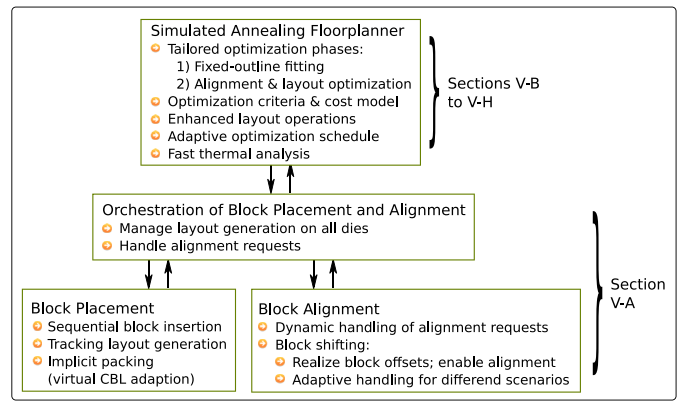 Simulated Annealing Floorplanner
Tailored optimization phases:
1) Fixed-outline fitting
2) Alignment & layout optimization
Optimization criteria & cost model
Enhanced layout operations
Adaptive optimization schedule
Fast thermal analysis
Sections V-B
to V-H
Orchestration of Block Placement and Alignment
Manage layout generation on all dies
Handle alignment requests
Block Placement
Sequential block insertion
Tracking layout generation
Implicit packing
(virtual CBL adaption)
Block Alignment
Dynamic handling of alignment requests
Block shifting:
Realize block offsets; enable alignment
Adaptive handling for differend scenarios
Section
V-A